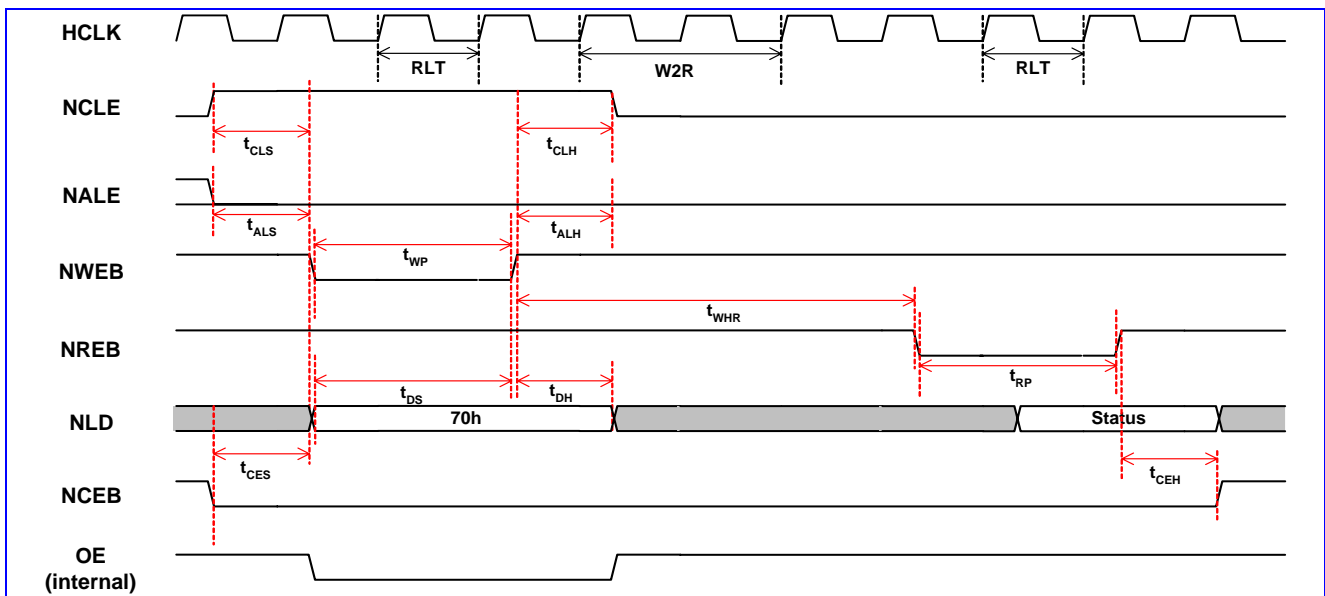 HCLK
RLT
W2R
RLT
NCLE
tCLS
tCLH
NALE
tALS
tALH
NWEB
tWP
tWHR
NREB
tRP
tDS
tDH
NLD
70h
Status
tCES
tCEH
NCEB
OE
(internal)